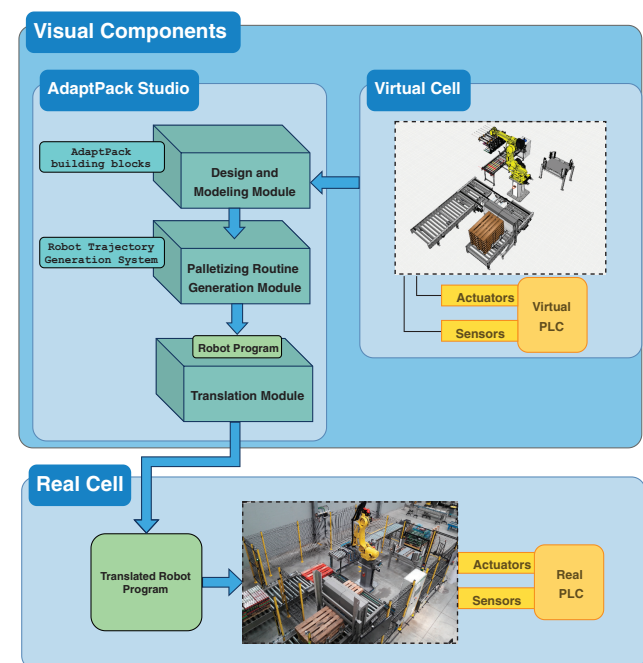 Visual Components
AdaptPack Studio
Virtual Cell
AdaptPack
building blocks
Design and
Modeling Module
Robot Trajectory
Generation System
Palletizing Routine
Generation Module
Robot Program
Translation Module
Actuators
Sensors
Virtual
PLC
Real Cell
Translated Robot
Program
Actuators
Sensors
Real
PLC